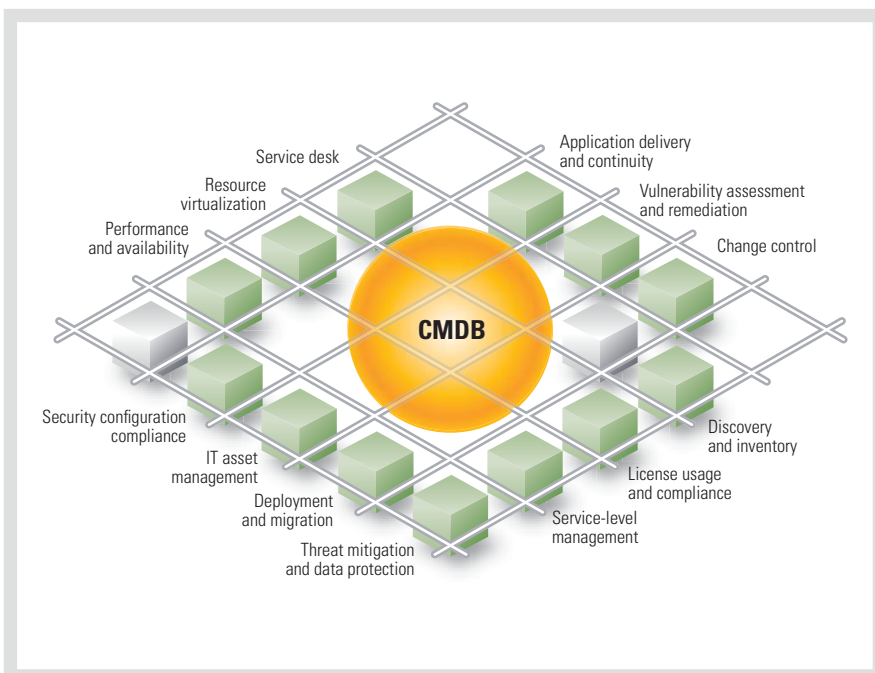 Service desk
Resource
virtualization
Performance
and availability
Application delivery
and continuity
Vulnerability assessment
and remediation
Change control
CMDB
Security configuration
compliance
IT asset
management
Deployment
and migration
Threat mitigation
and data protection
Discovery
and inventory
License usage
and compliance
Service-level
management